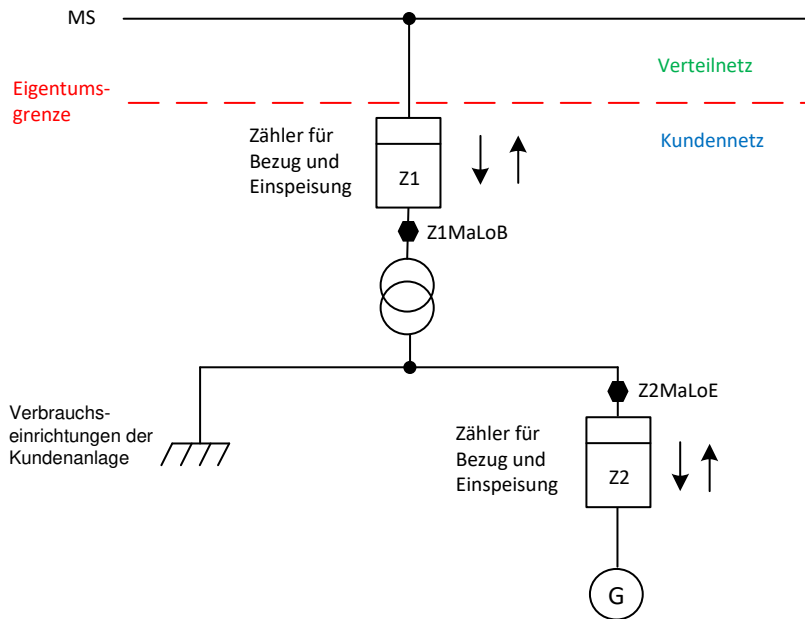 MS
Verteilnetz
Eigentums-
grenze
Kundennetz
Zähler für
Bezug und
Einspeisung
Z1
Z1MaLoB
Z2MaLoE
Verbrauchs-
einrichtungen der
Kundenanlage
Zähler für
Bezug und
Einspeisung
Z2
G